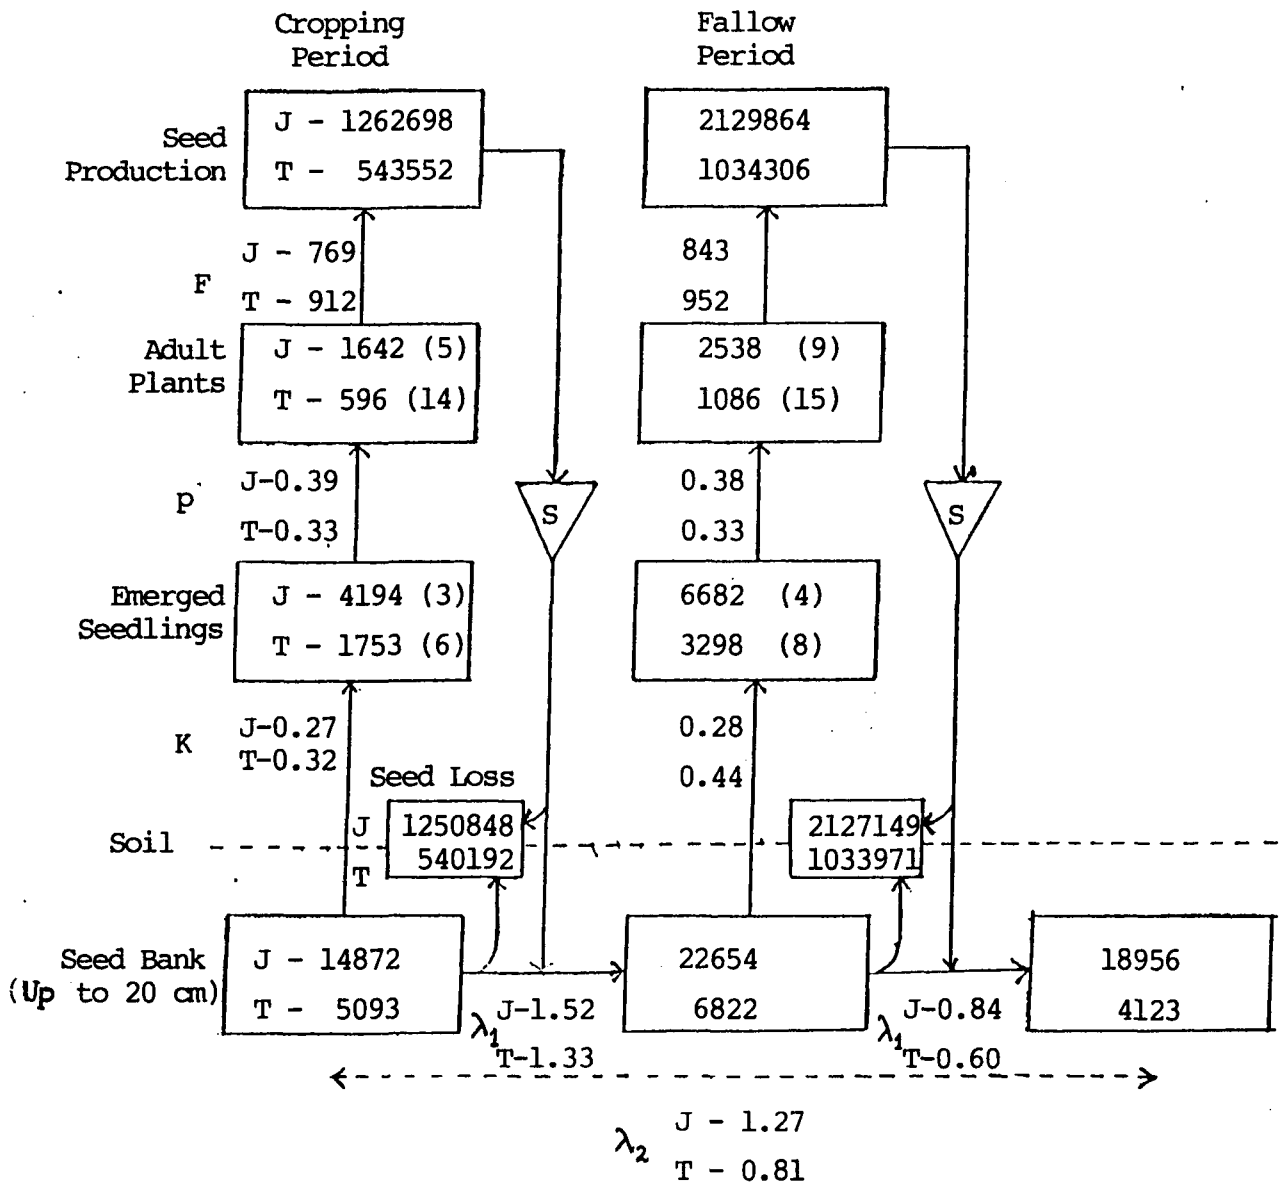 Cropping
Period
Fallow
Period
Seed
Production
J - 1262698
T - 543552
2129864
1034306
F
J - 769
T - 912
843
952
Adult
Plants
J - 1642 (5)
T - 596 (14)
2538 (9)
1086 (15)
p
J-0.39
T-0.33
S
0.38
0.33
S
Emerged
Seedlings
J - 4194 (3)
T - 1753 (6)
6682 (4)
3298 (8)
K
J-0.27
T-0.32
0.28
0.44
Seed Loss
Soil
J
T
1250848
540192
2127149
1033971
Seed Bank
(Up to 20 cm)
J - 14872
T - 5093
22654
6822
18956
4123
λ1
J-1.52
T-1.33
λ1
J-0.84
T-0.60
λ2
J - 1.27
T - 0.81